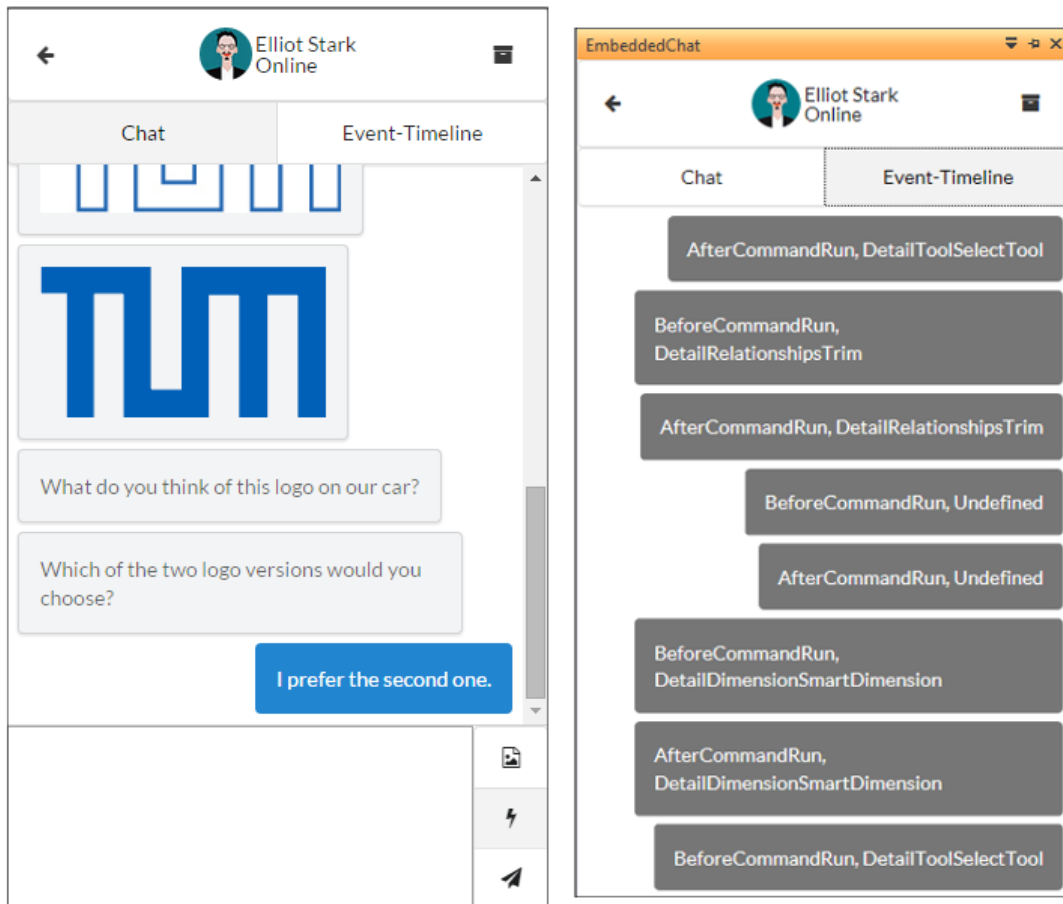 Elliot Stark
Online
Chat
Event-Timeline
TUM
What do you think of this logo on our car?
Which of the two logo versions would you
choose?
I prefer the second one.
EmbeddedChat
Elliot Stark
Online
Chat
Event-Timeline
AfterCommandRun, DetailToolSelectTool
BeforeCommandRun,
DetailRelationshipsTrim
AfterCommandRun, DetailRelationshipsTrim
BeforeCommandRun, Undefined
AfterCommandRun, Undefined
BeforeCommandRun,
DetailDimensionSmartDimension
AfterCommandRun,
DetailDimensionSmartDimension
BeforeCommandRun, DetailToolSelectTool